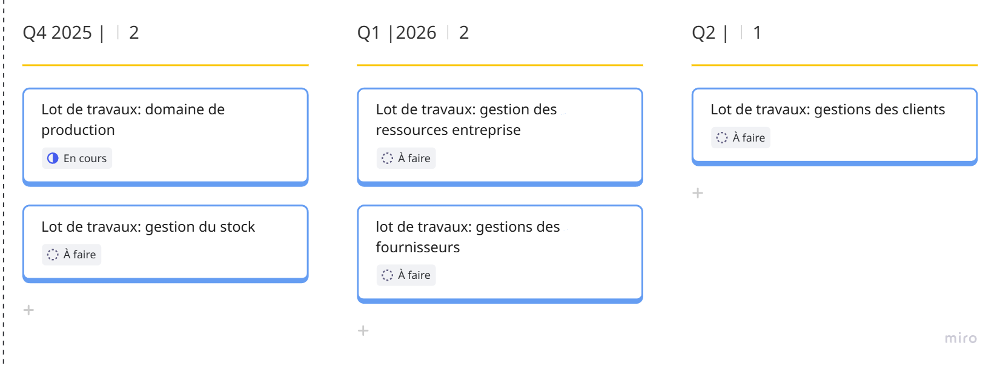 Q4 2025 | 2
Q1 |2026 2
Q2 | 1
Lot de travaux: domaine de
production
En cours
Lot de travaux: gestion du stock
À faire
Lot de travaux: gestion des
ressources entreprise
À faire
lot de travaux: gestions des
fournisseurs
À faire
Lot de travaux: gestions des clients
À faire
miro